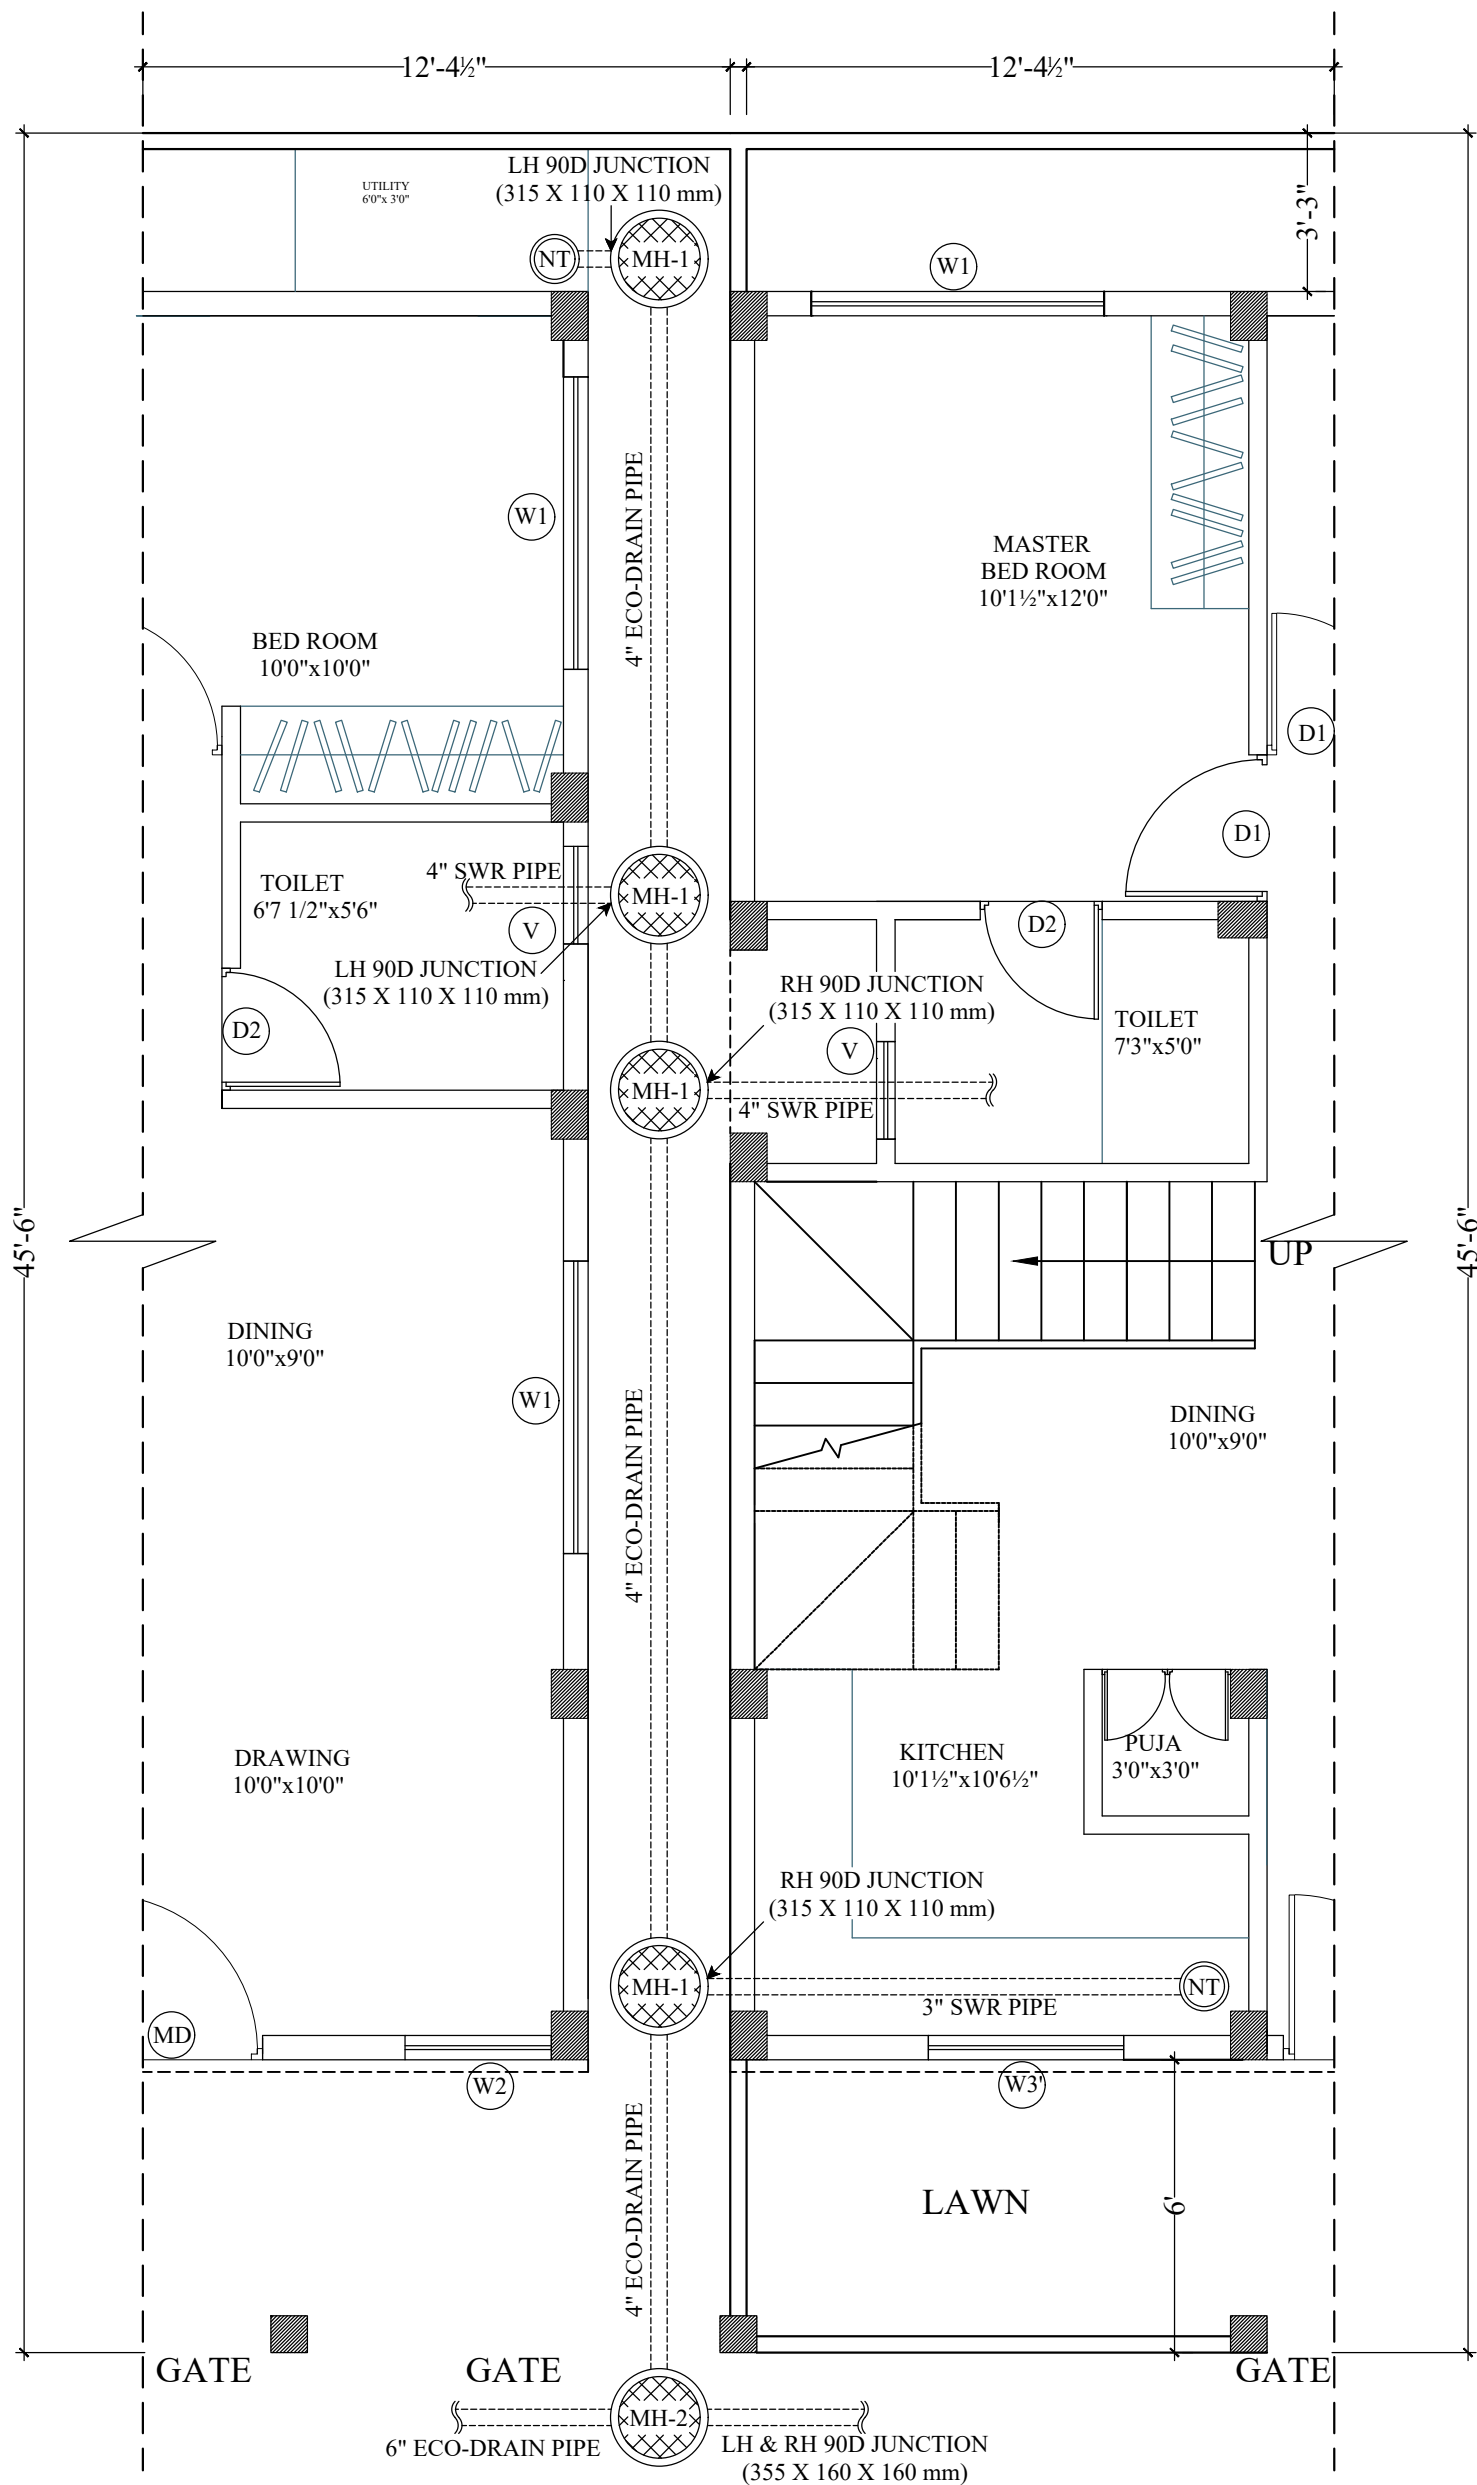 12'-4½"
12'-4½"
LH 90D JUNCTION
(315 X 110 X 110 mm)
UTILITY
6'0"x 3'0"
3'-3"
NT
MH-1
W1
4" ECO-DRAIN PIPE
W1
MASTER
BED ROOM
10'1½"x12'0"
BED ROOM
10'0"x10'0"
D1
D1
4" SWR PIPE
TOILET
6'7 1/2"x5'6"
MH-1
V
D2
LH 90D JUNCTION
(315 X 110 X 110 mm)
RH 90D JUNCTION
(315 X 110 X 110 mm)
TOILET
7'3"x5'0"
D2
V
MH-1
4" SWR PIPE
45'-6"
45'-6"
UP
DINING
10'0"x9'0"
W1
4" ECO-DRAIN PIPE
DINING
10'0"x9'0"
DRAWING
10'0"x10'0"
KITCHEN
10'1½"x10'6½"
PUJA
3'0"x3'0"
RH 90D JUNCTION
(315 X 110 X 110 mm)
MH-1
NT
3" SWR PIPE
MD
W2
W3'
4" ECO-DRAIN PIPE
LAWN
6'
GATE
GATE
GATE
MH-2
6" ECO-DRAIN PIPE
LH & RH 90D JUNCTION
(355 X 160 X 160 mm)